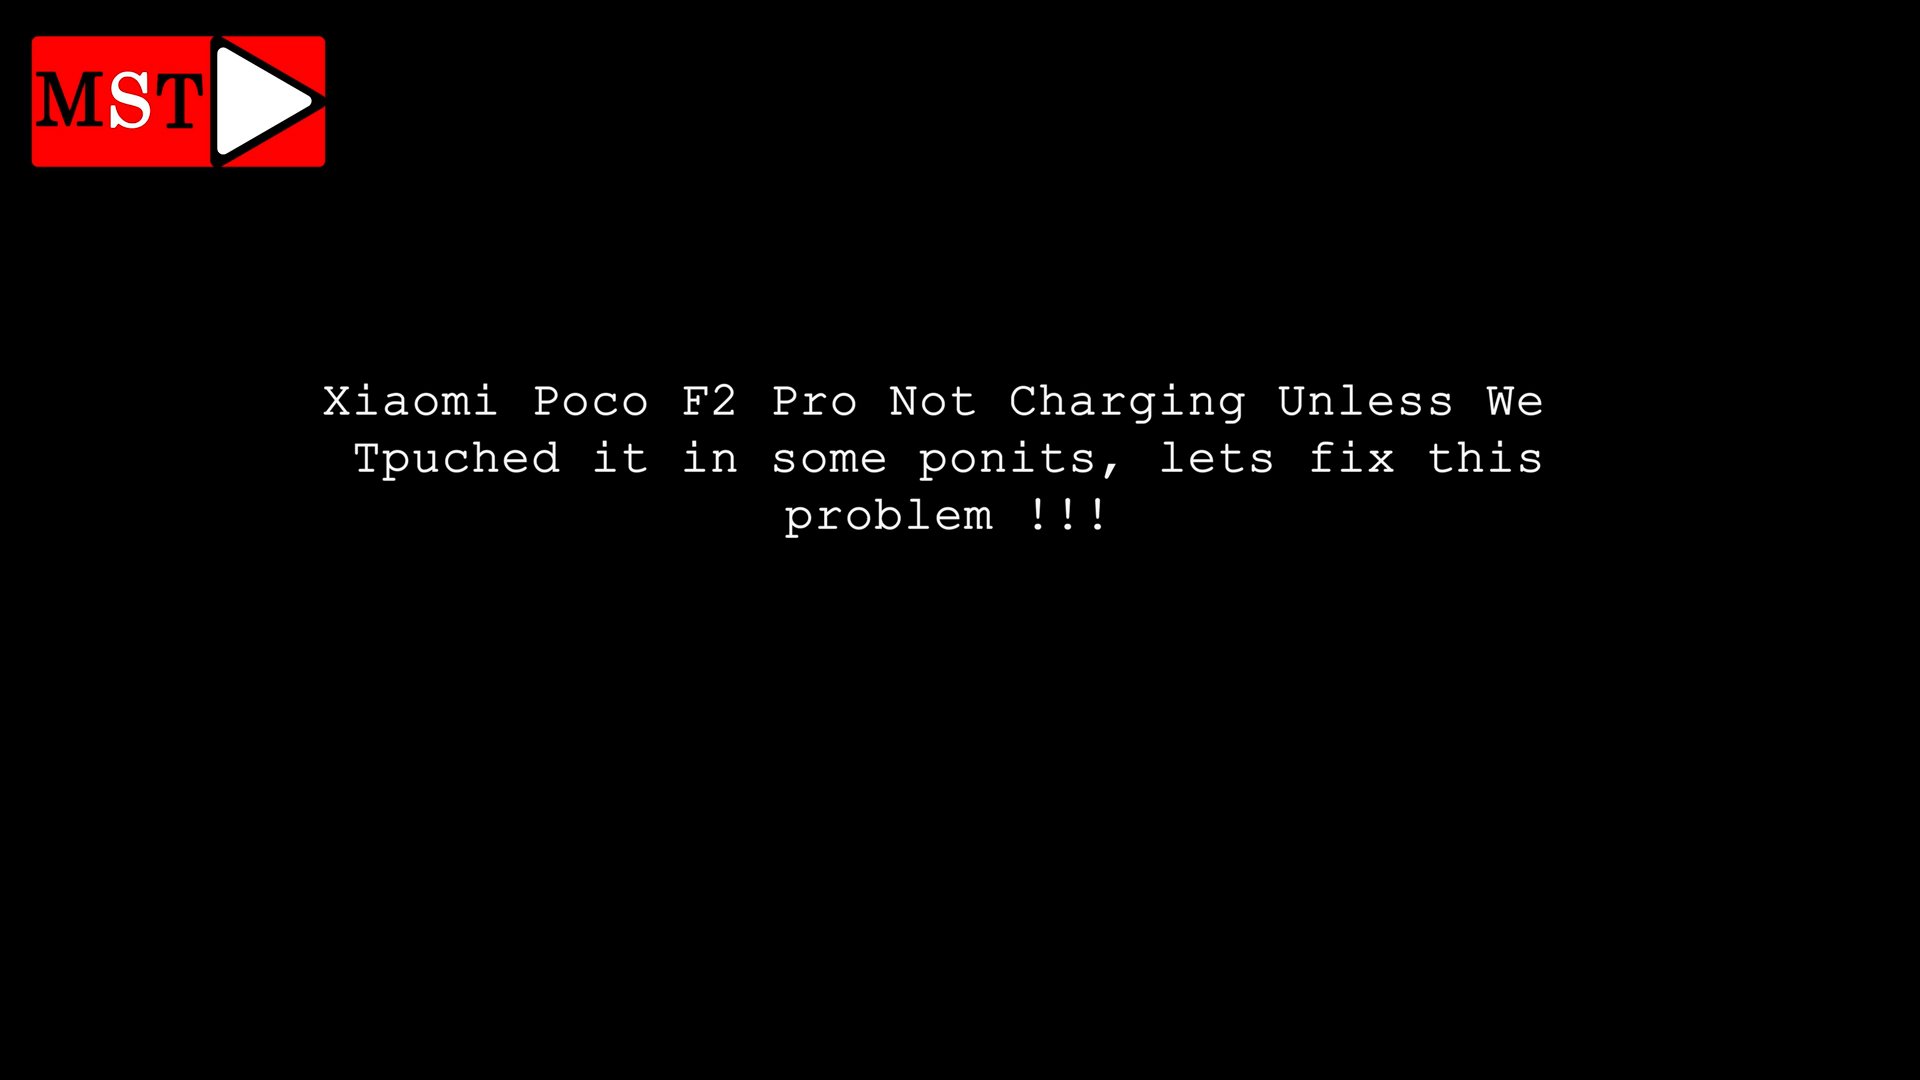 MST
Xiaomi Poco F2 Pro Not Charging Unless We
Tpuched it in some ponits, lets fix this
problem !!!